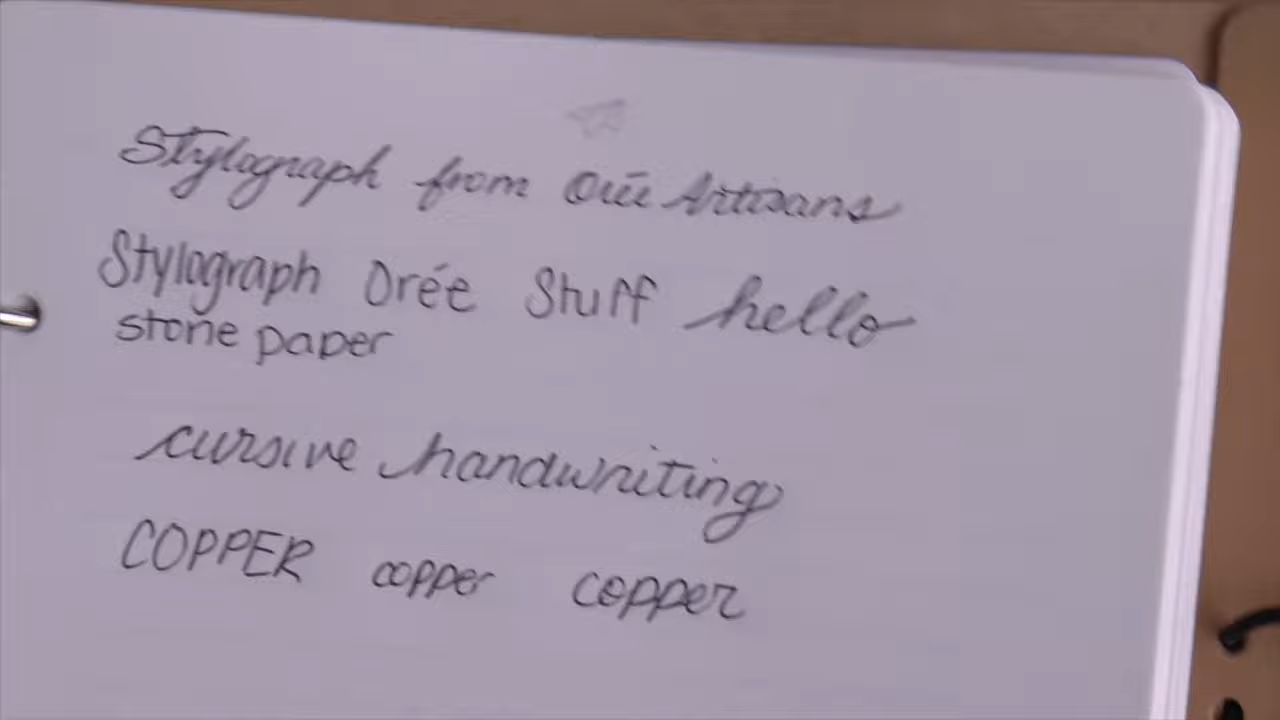 Stylograph from Orée Artisans
Stylograph Orée Stuff hello
stone paper
cursive handwriting
COPPER copper copper